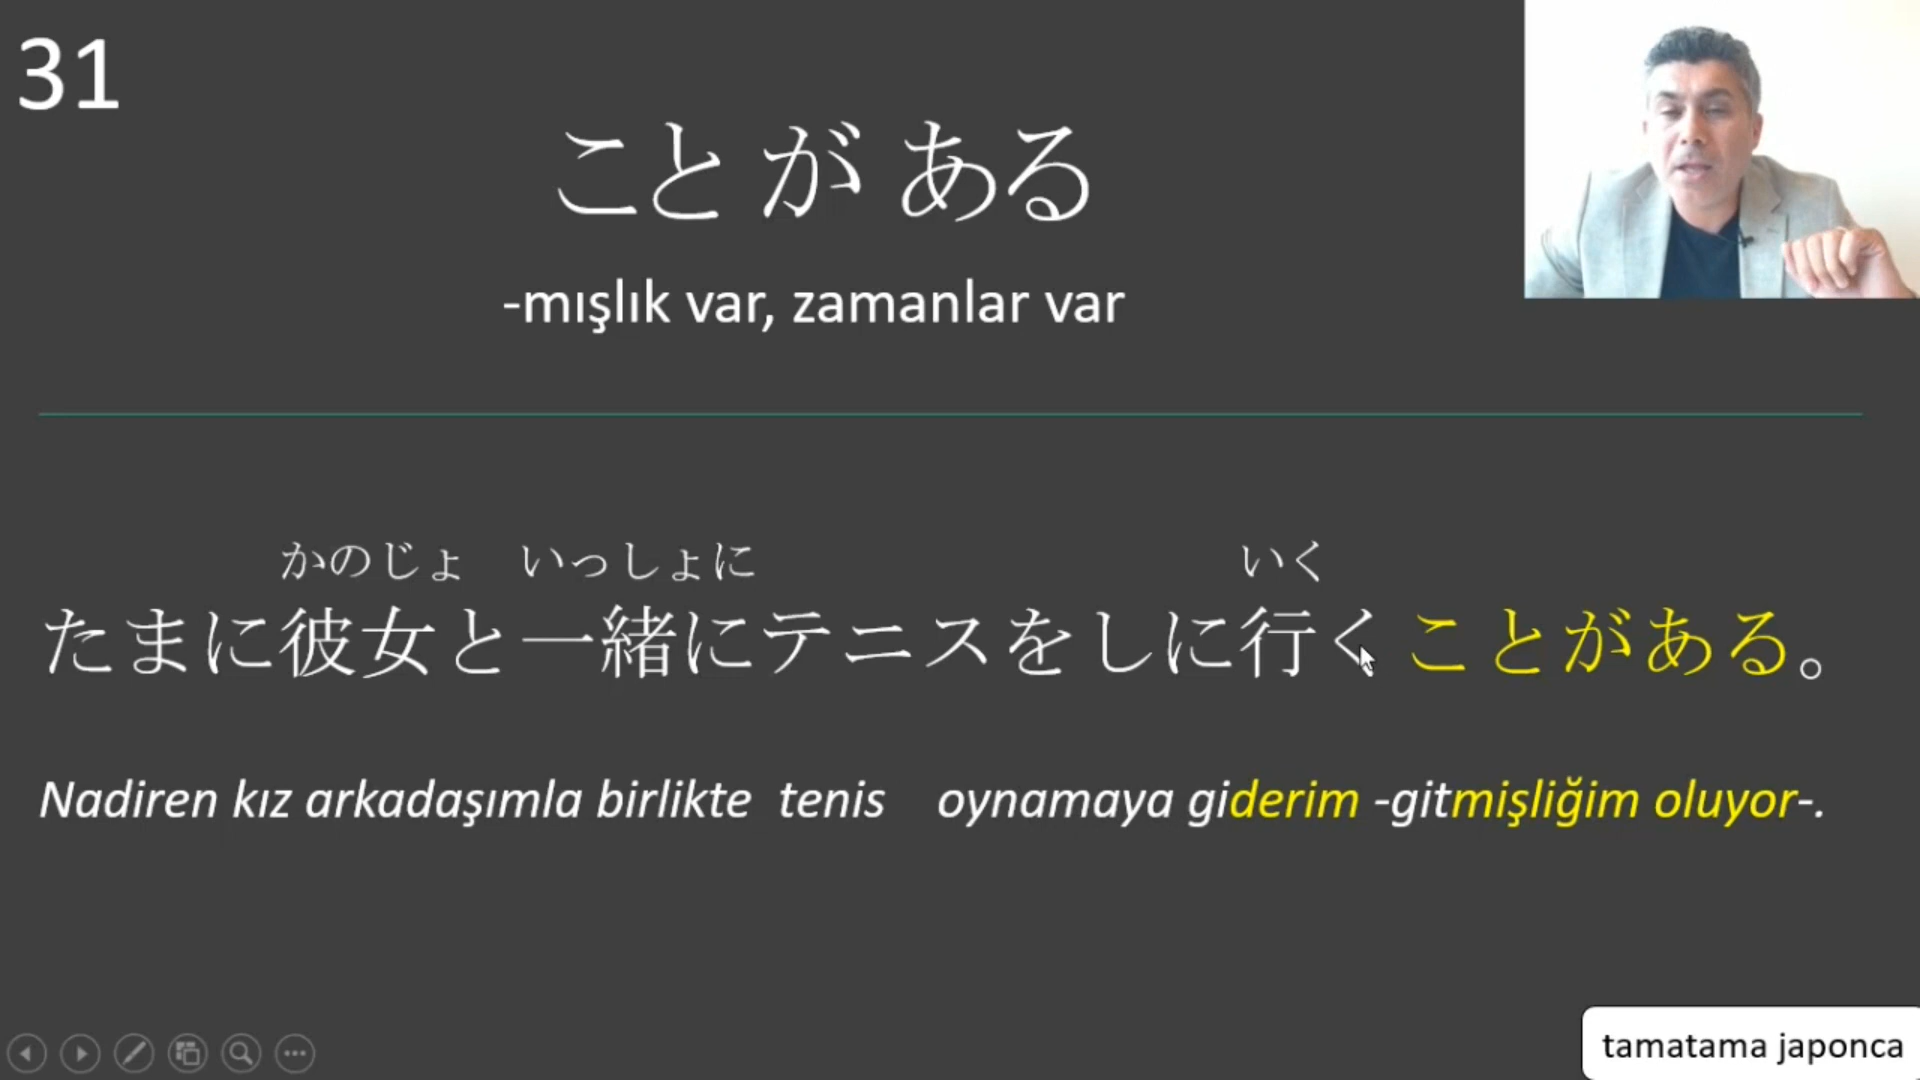 31
ことが ある
-mışlık var, zamanlar var
かのじょ いっしょに いく
たまに彼女と一緒にテニスをしに行くことがある。
Nadiren kız arkadaşımla birlikte tenis oynamaya giderim -gitmişliğim oluyor-.
tamatama japonca